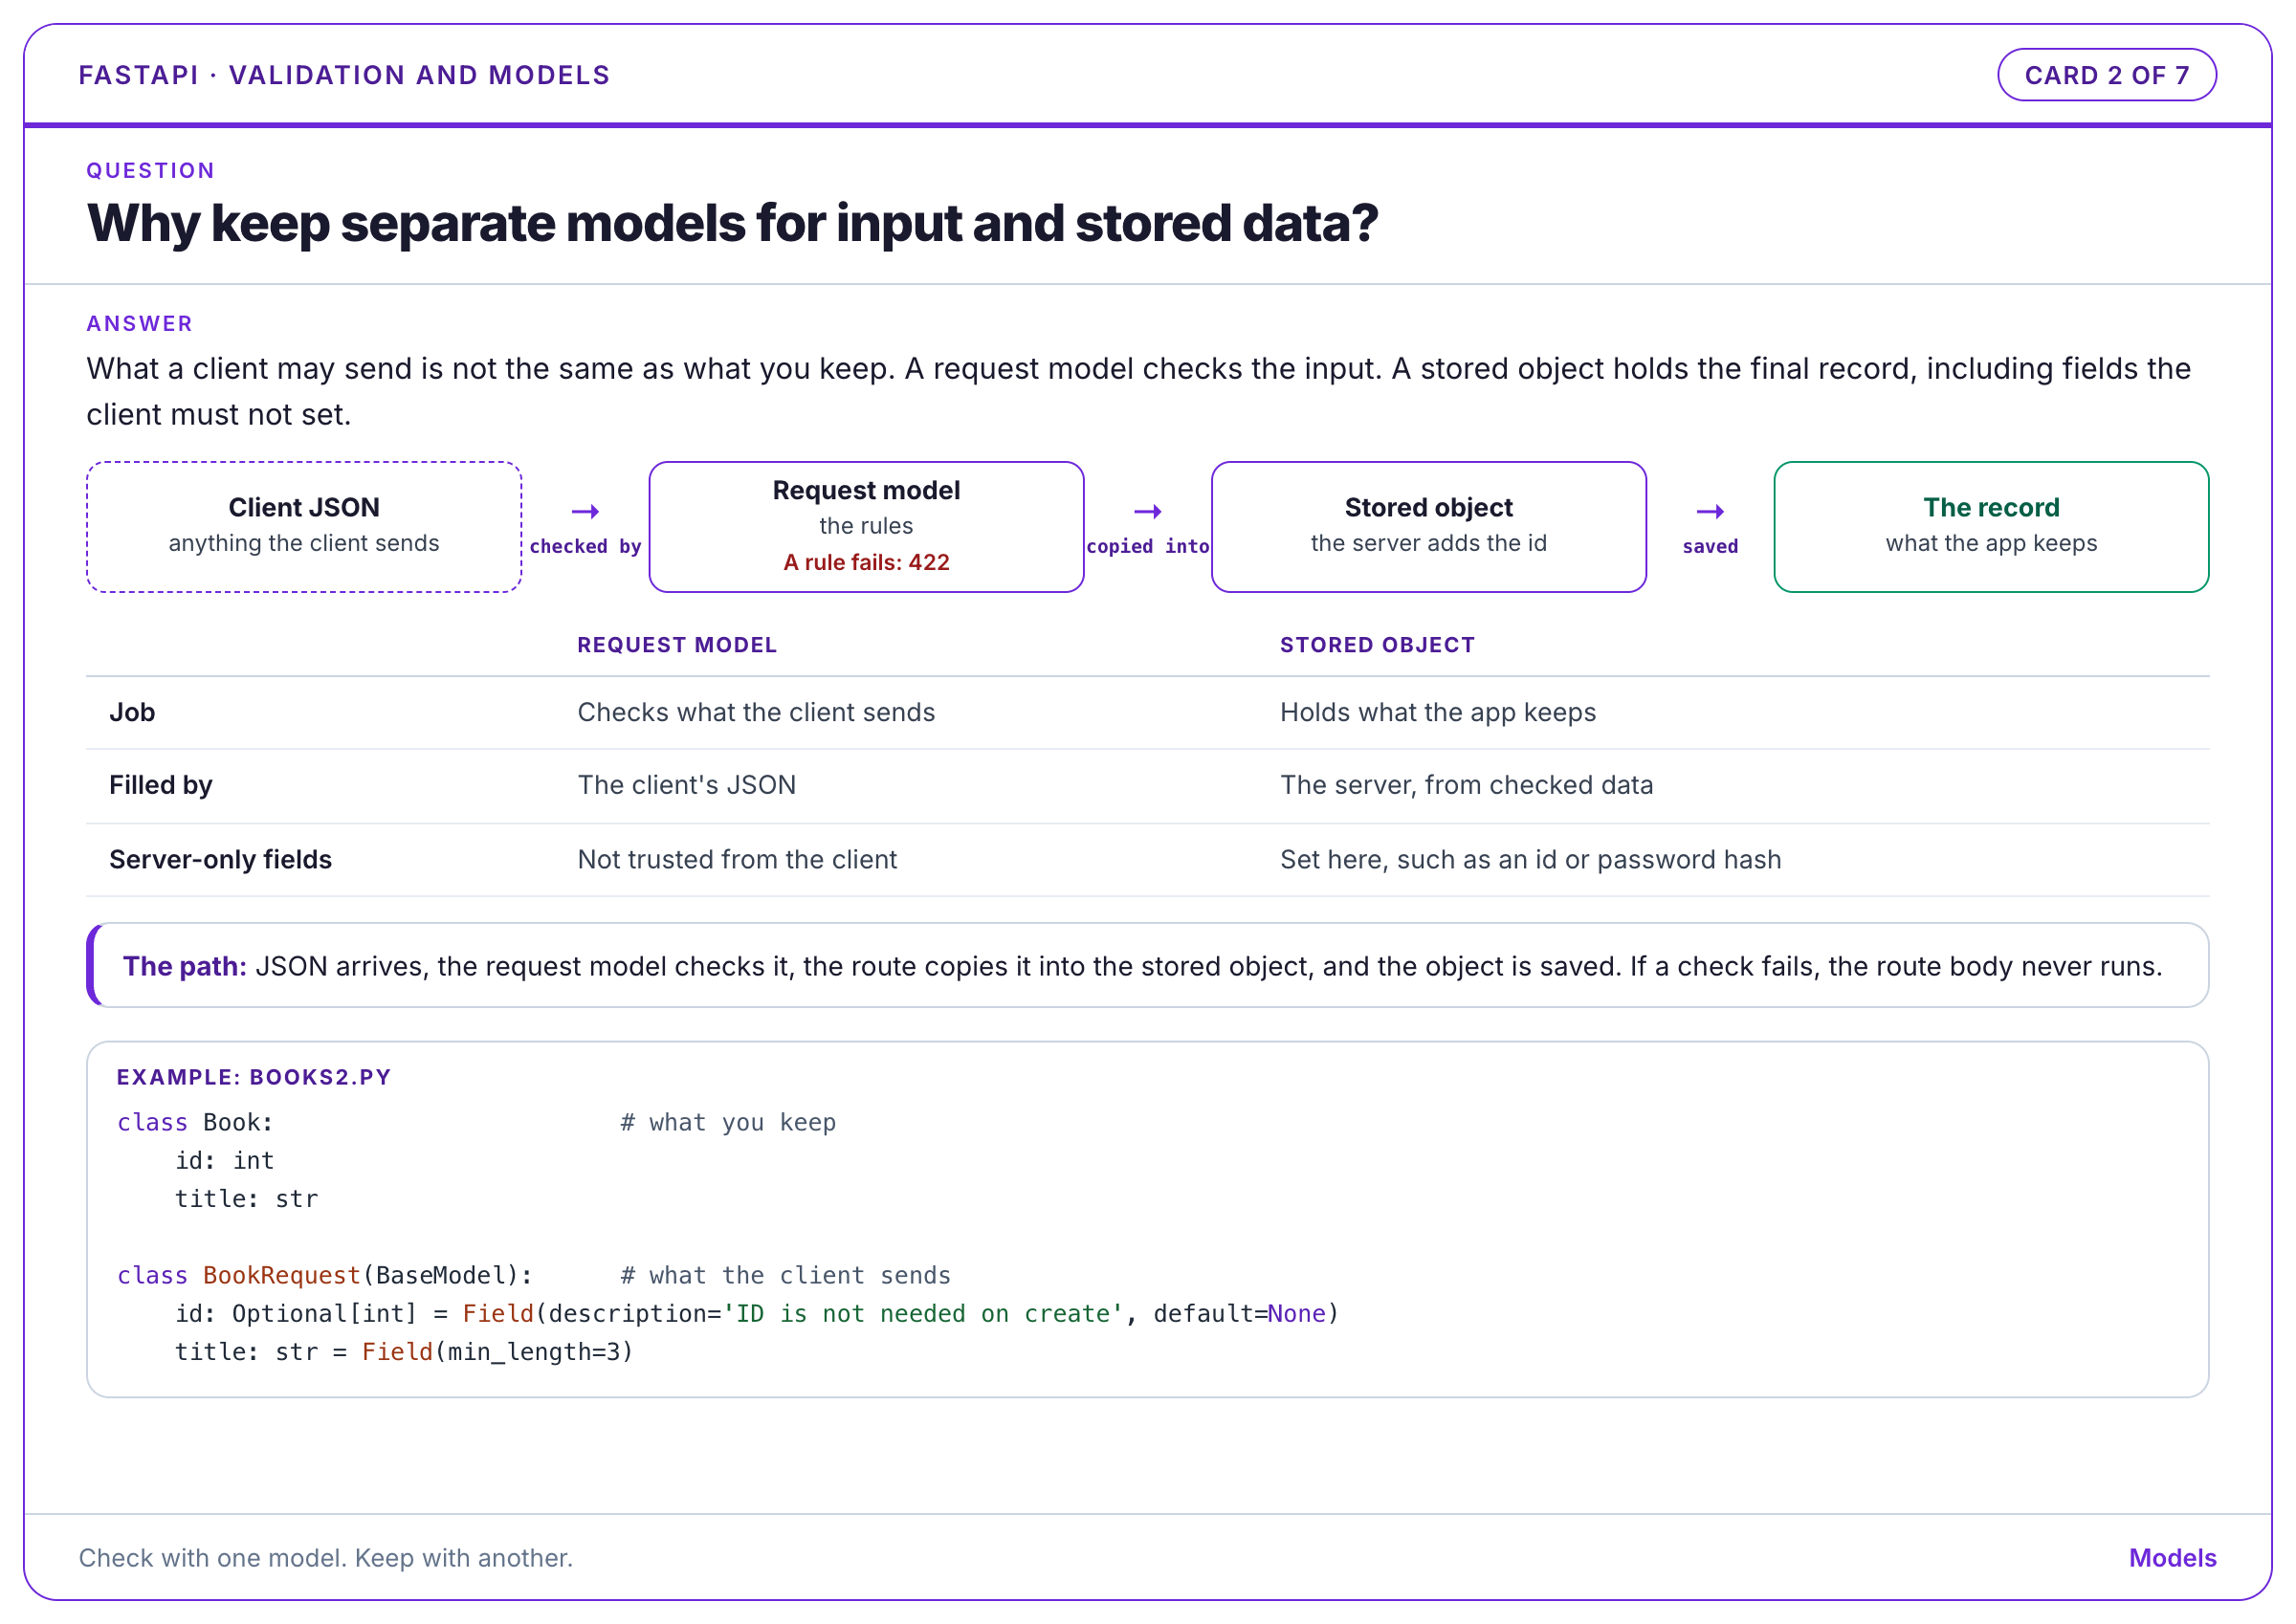 FASTAPI · VALIDATION AND MODELS
CARD 2 OF 7
QUESTION
Why keep separate models for input and stored data?
ANSWER
What a client may send is not the same as what you keep. A request model checks the input. A stored object holds the final record, including fields the
client must not set.
Client JSON
anything the client sends
→
checked by
Request model
the rules
A rule fails: 422
→
copied into
Stored object
the server adds the id
→
saved
The record
what the app keeps
REQUEST MODEL STORED OBJECT
Job Checks what the client sends Holds what the app keeps
Filled by The client's JSON The server, from checked data
Server-only fields Not trusted from the client Set here, such as an id or password hash
The path: JSON arrives, the request model checks it, the route copies it into the stored object, and the object is saved. If a check fails, the route body never runs.
EXAMPLE: BOOKS2.PY
class Book:                        # what you keep
    id: int
    title: str
class BookRequest(BaseModel):      # what the client sends
    id: Optional[int] = Field(description='ID is not needed on create', default=None)
    title: str = Field(min_length=3)
Check with one model. Keep with another.
Models